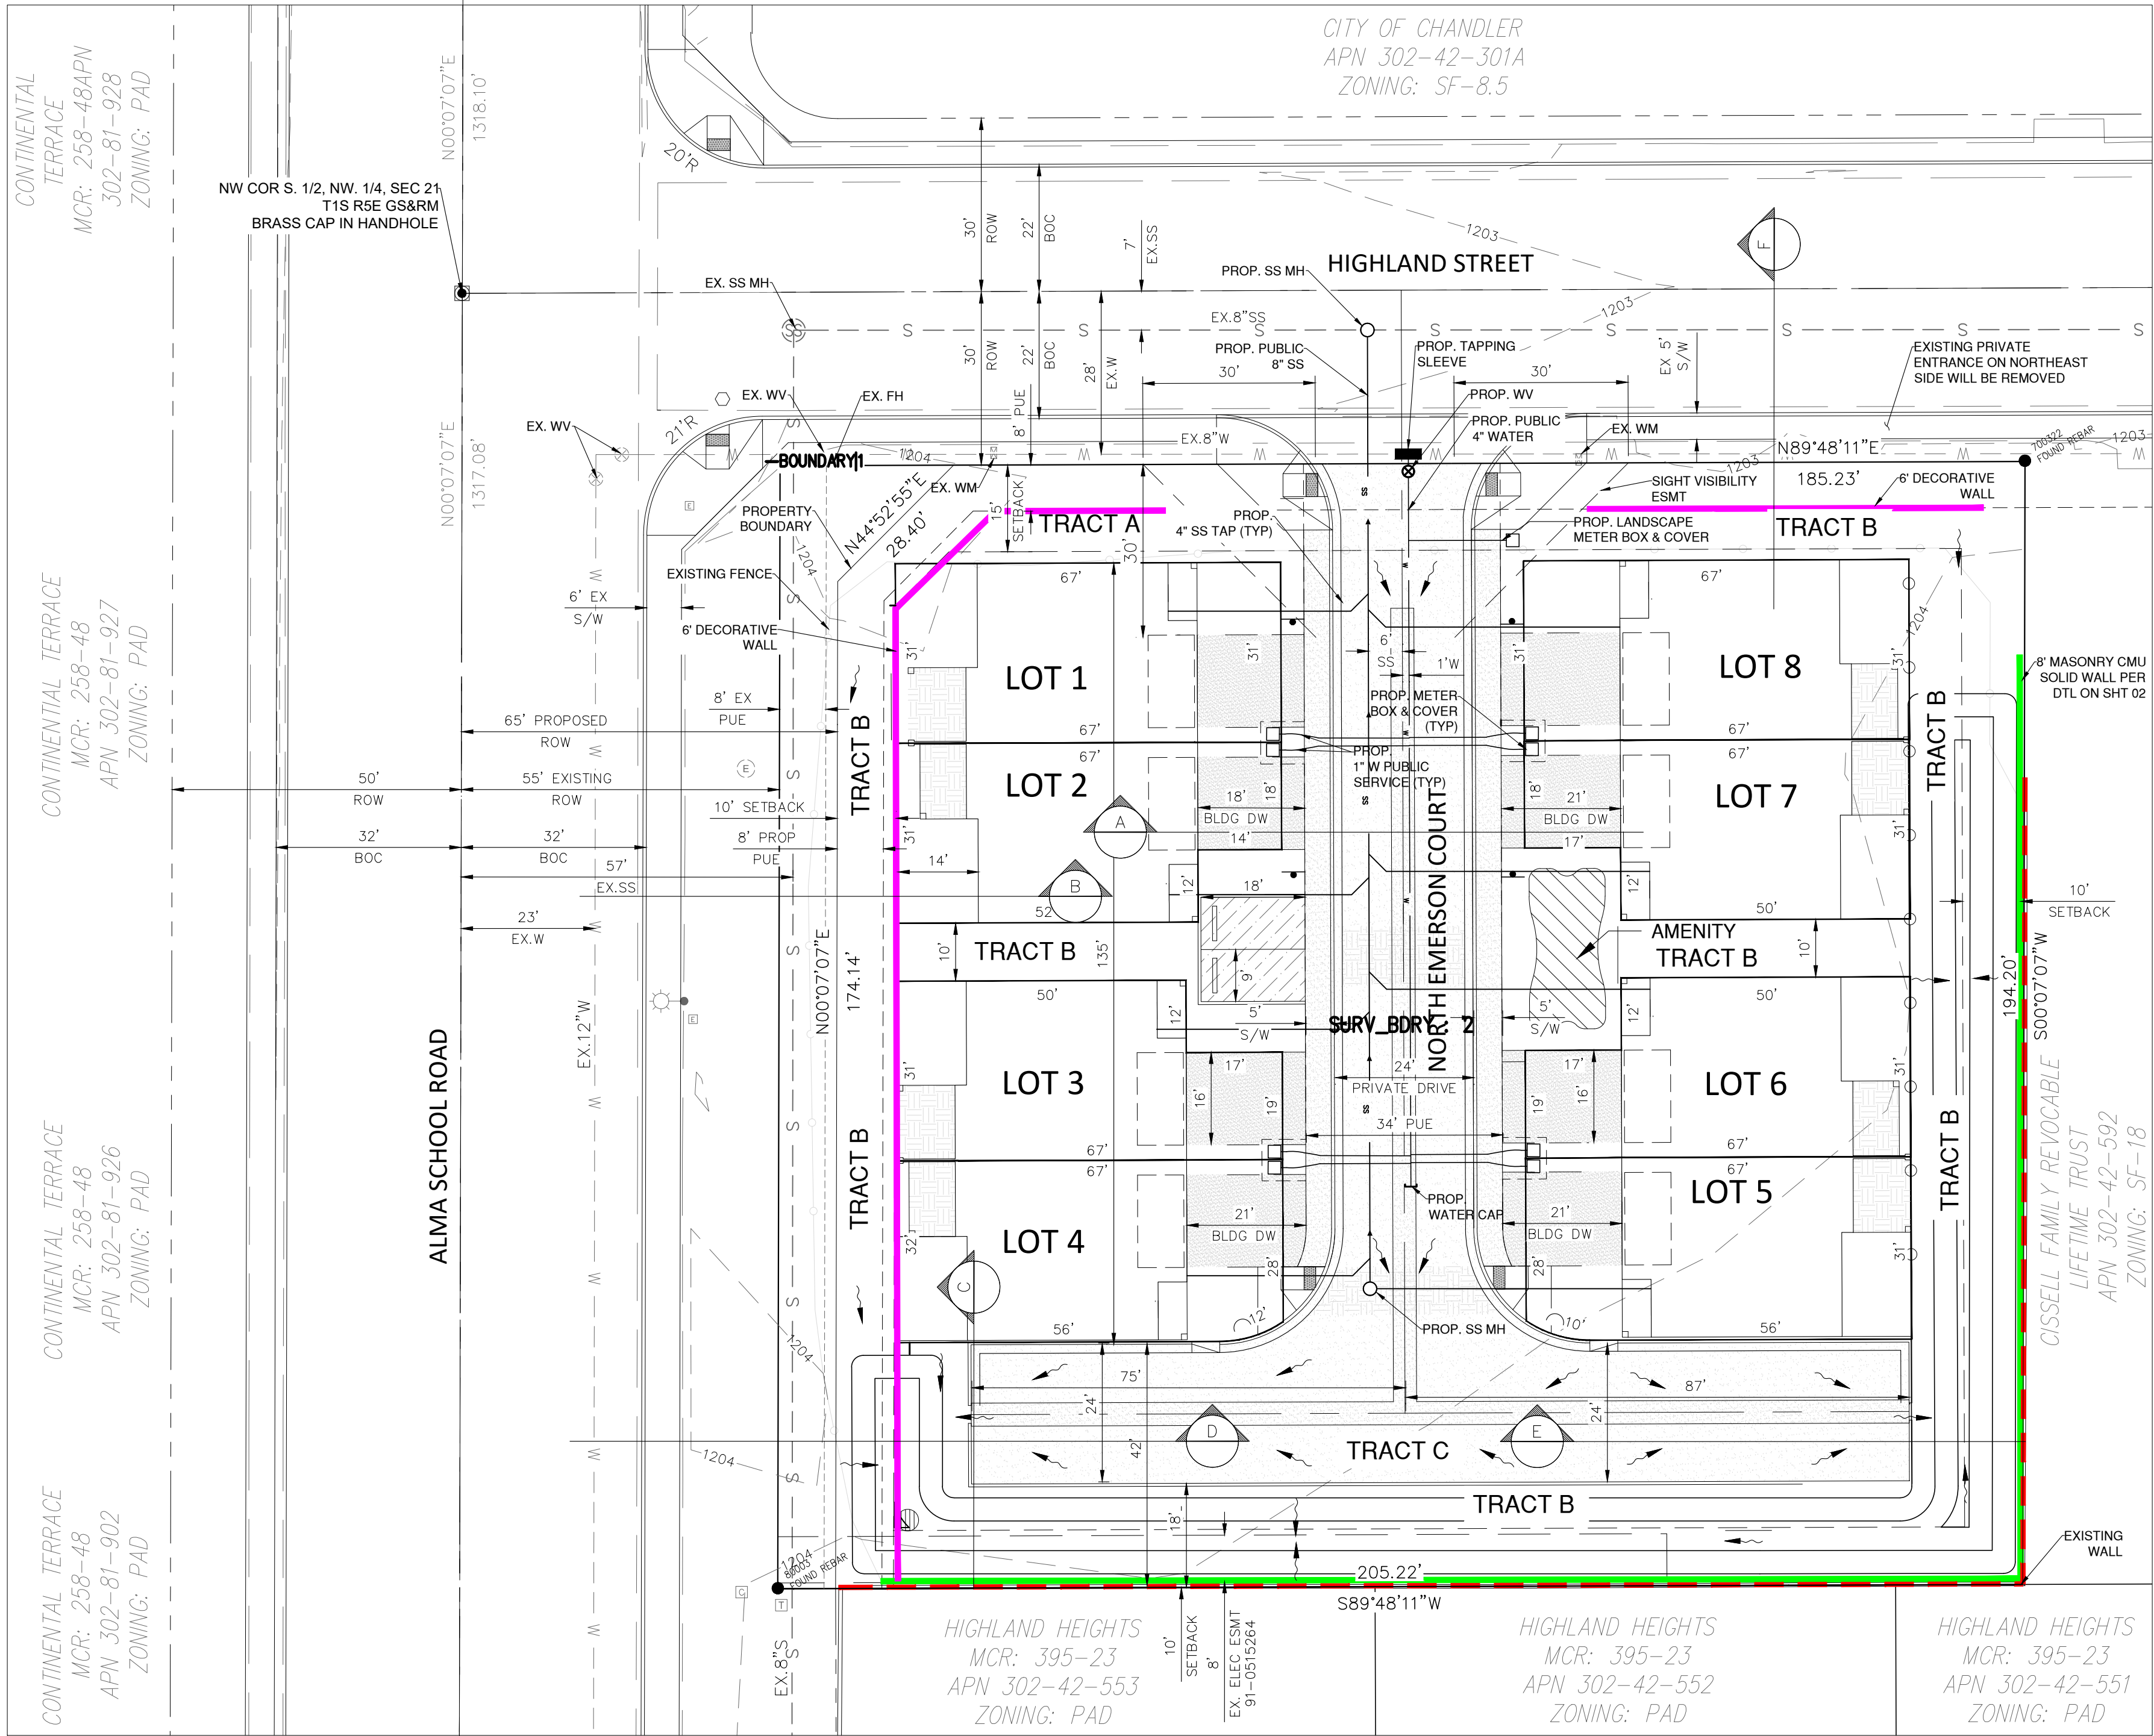 CITY OF CHANDLER
APN 302-42-301A
ZONING: SF-8.5
CONTINENTAL
TERRACE
MCR: 258-48APN
302-81-928
ZONING: PAD
N00°07'07"E
1318.10'
20'R
NW COR S. 1/2, NW. 1/4, SEC 21
T1S R5E GS&RM
BRASS CAP IN HANDHOLE
30'
ROW
22'
BOC
7'
EX.SS
1203
F
HIGHLAND STREET
PROP. SS MH
EX. SS MH
1203
SS
S
S
S
EX.8"SS
S
S
S
S
S
S
30'
ROW
22'
BOC
28'
EX.W
PROP. PUBLIC
8" SS
PROP. TAPPING
SLEEVE
EX 5'
S/W
EXISTING PRIVATE
ENTRANCE ON NORTHEAST
SIDE WILL BE REMOVED
30'
30'
PROP. WV
EX. WV
EX. FH
8' PUE
PROP. PUBLIC
4" WATER
EX. WM
EX. WV
21'R
EX.8"W
N89°48'11"E
185.23'
700322
FOUND REBAR
1203
BOUNDARY|1
1204
1203
N00°07'07"E
1317.08'
EX. WM
SIGHT VISIBILITY
ESMT
6' DECORATIVE
WALL
PROPERTY
BOUNDARY
N44°52'55"E
28.40'
15'
SETBACK
TRACT A
PROP.
4" SS TAP (TYP)
PROP. LANDSCAPE
METER BOX & COVER
TRACT B
30'
EXISTING FENCE
1204
67'
67'
1204
CONTINENTAL TERRACE
MCR: 258-48
APN 302-81-927
ZONING: PAD
6' EX
S/W
6' DECORATIVE
WALL
31'
LOT 1
31'
6'
SS
1'W
31'
LOT 8
31'
8' MASONRY CMU
SOLID WALL PER
DTL ON SHT 02
8' EX
PUE
65' PROPOSED
ROW
TRACT B
PROP. METER
BOX & COVER
(TYP)
TRACT B
67'
67'
67'
67'
PROP.
1" W PUBLIC
SERVICE (TYP)
50'
ROW
55' EXISTING
ROW
E
LOT 2
LOT 7
10' SETBACK
18'
BLDG DW
18'
18'
21'
BLDG DW
A
32'
BOC
32'
BOC
8' PROP
PUE
31'
14'
17'
31'
57'
EX.SS
14'
B
12'
18'
12'
10'
SETBACK
23'
EX.W
52
50'
AMENITY
TRACT B
10'
TRACT B
135'
10'
9'
N00°07'07"E
174.14'
NORTH EMERSON COURT
194.20'
S00°07'07"W
50'
50'
EX.12"W
12'
5'
S/W
SURV_BDRY : 2
5'
S/W
12'
ALMA SCHOOL ROAD
31'
LOT 3
17'
16'
19'
24'
PRIVATE DRIVE
34' PUE
17'
19'
16'
LOT 6
31'
CISSELL FAMILY REVOCABLE
LIFETIME TRUST
APN 302-42-592
ZONING: SF-18
CONTINENTAL TERRACE
MCR: 258-48
APN 302-81-926
ZONING: PAD
TRACT B
67'
67'
67'
67'
TRACT B
LOT 5
PROP.
WATER CAP
21'
BLDG DW
21'
BLDG DW
32'
LOT 4
28'
28'
31'
C
12'
PROP. SS MH
10'
56'
56'
1204
75'
87'
24'
24'
42'
D
E
TRACT C
1204
TRACT B
18'
CONTINENTAL TERRACE
MCR: 258-48
APN 302-81-902
ZONING: PAD
1204
80003
FOUND REBAR
EXISTING
WALL
205.22'
S89°48'11"W
G
T
EX.8"S
10'
SETBACK
8'
EX. ELEC ESMT
91-0515264
HIGHLAND HEIGHTS
MCR: 395-23
APN 302-42-553
ZONING: PAD
HIGHLAND HEIGHTS
MCR: 395-23
APN 302-42-552
ZONING: PAD
HIGHLAND HEIGHTS
MCR: 395-23
APN 302-42-551
ZONING: PAD